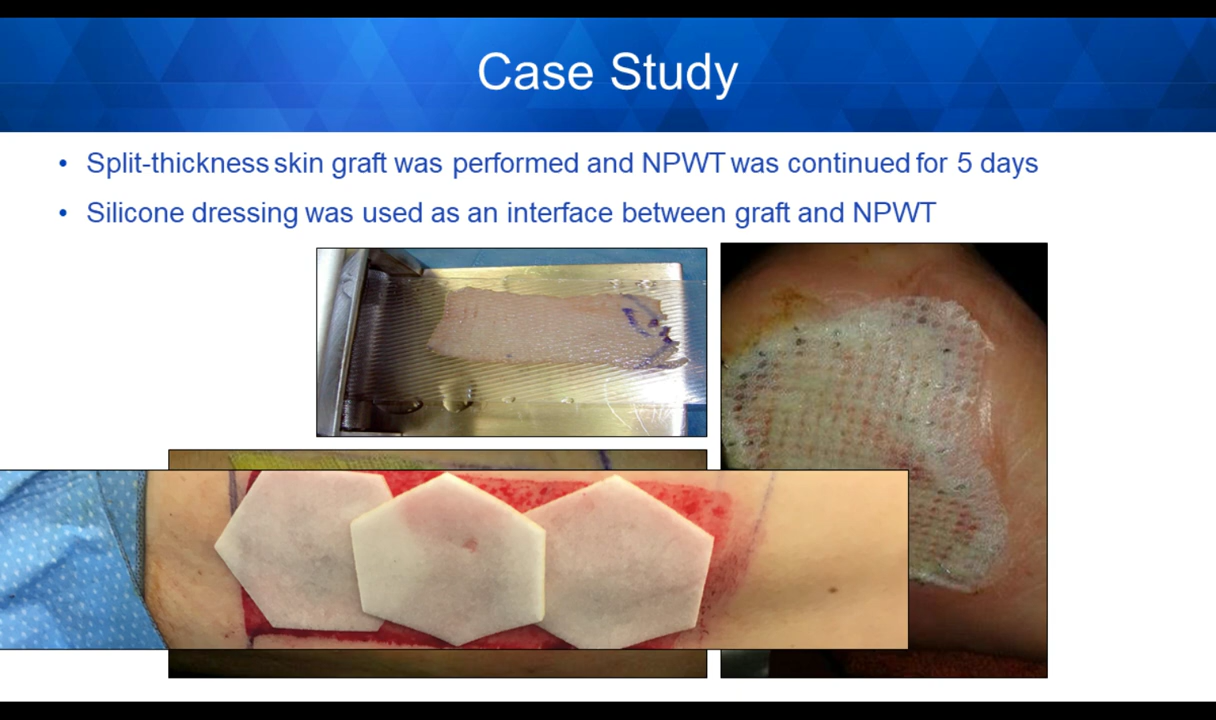 Case Study
• Split-thickness skin graft was performed and NPWT was continued for 5 days
• Silicone dressing was used as an interface between graft and NPWT